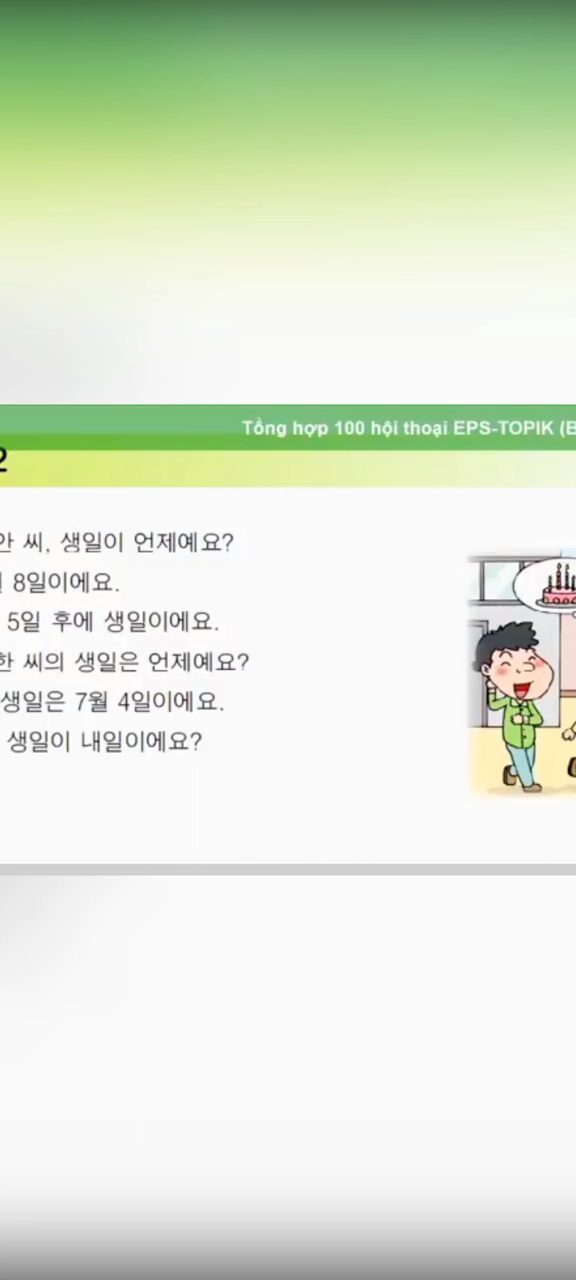 Tổng hợp 100 hội thoại EPS-TOPIK (B
2
안 씨, 생일이 언제예요?
8일이에요.
5일 후에 생일이에요.
한 씨의 생일은 언제예요?
생일은 7월 4일이에요.
생일이 내일이에요?